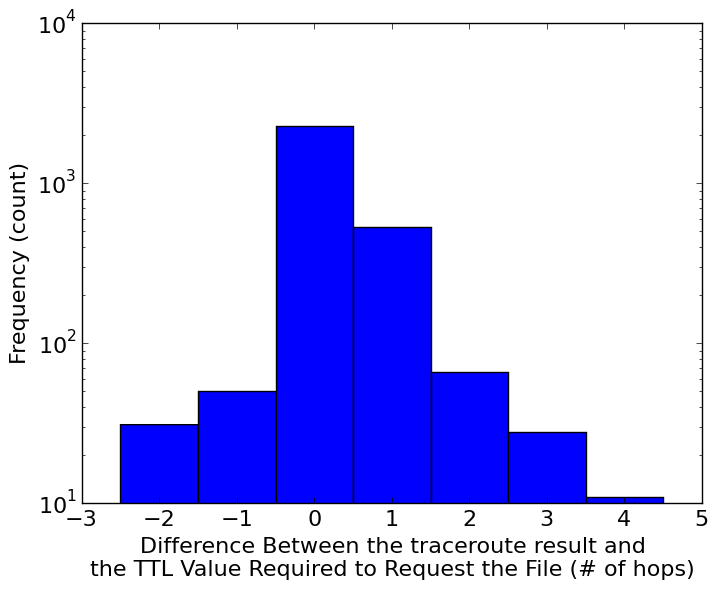 10^4
10^3
10^2
10^1
Frequency (count)
−3 −2 −1 0 1 2 3 4 5
Difference Between the traceroute result and
the TTL Value Required to Request the File (# of hops)